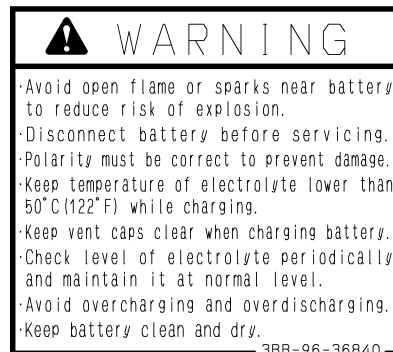 WARNING
·Avoid open flame or sparks near battery
to reduce risk of explosion.
·Disconnect battery before servicing.
·Polarity must be correct to prevent damage.
·Keep temperature of electrolyte lower than
50°C(122°F) while charging.
·Keep vent caps clear when charging battery.
·Check level of electrolyte periodically
and maintain it at normal level.
·Avoid overcharging and overdischarging.
·Keep battery clean and dry.
3BB-96-36840